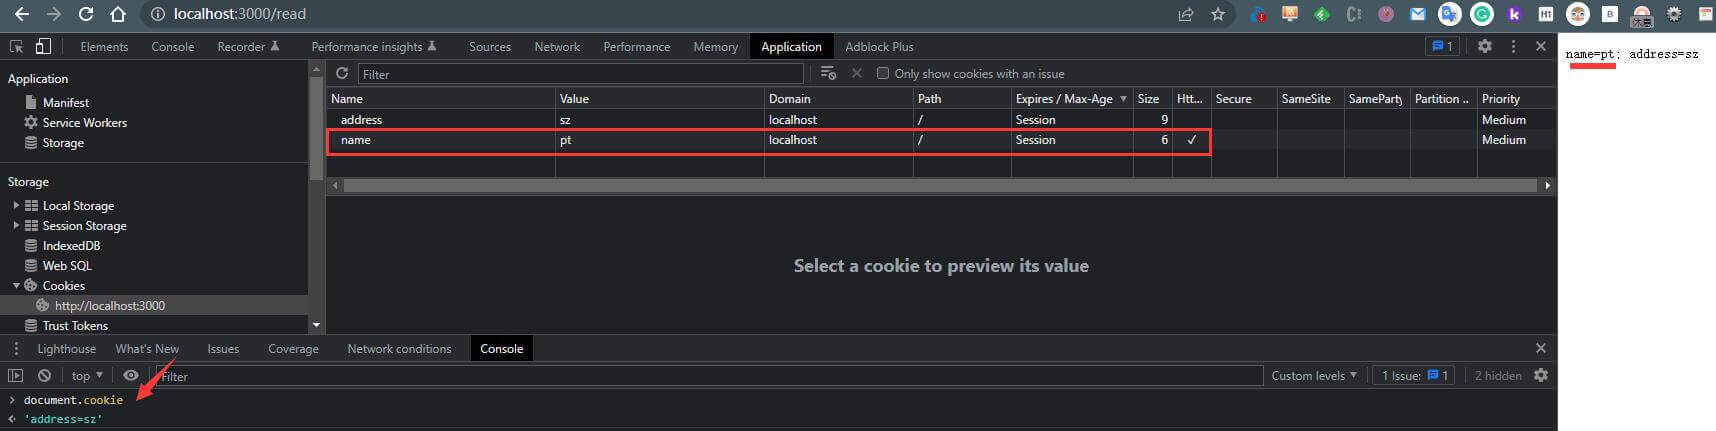 localhost:3000/read
H1
B
休息
Elements Console Recorder Performance insights Sources Network Performance Memory Application Adblock Plus 1
name=pt; address=sz
Application
Manifest
Service Workers
Storage
Storage
Local Storage
Session Storage
IndexedDB
Web SQL
Cookies
http://localhost:3000
Trust Tokens
Filter Only show cookies with an issue
Name Value Domain Path Expires / Max-Age Size Htt... Secure SameSite SameParty Partition .. Priority
address sz localhost / Session 9 Medium
name pt localhost / Session 6 ✓ Medium
Select a cookie to preview its value
Lighthouse What's New Issues Coverage Network conditions Console
top Filter Custom levels 1 Issue: 1 2 hidden
document.cookie
'address=sz'